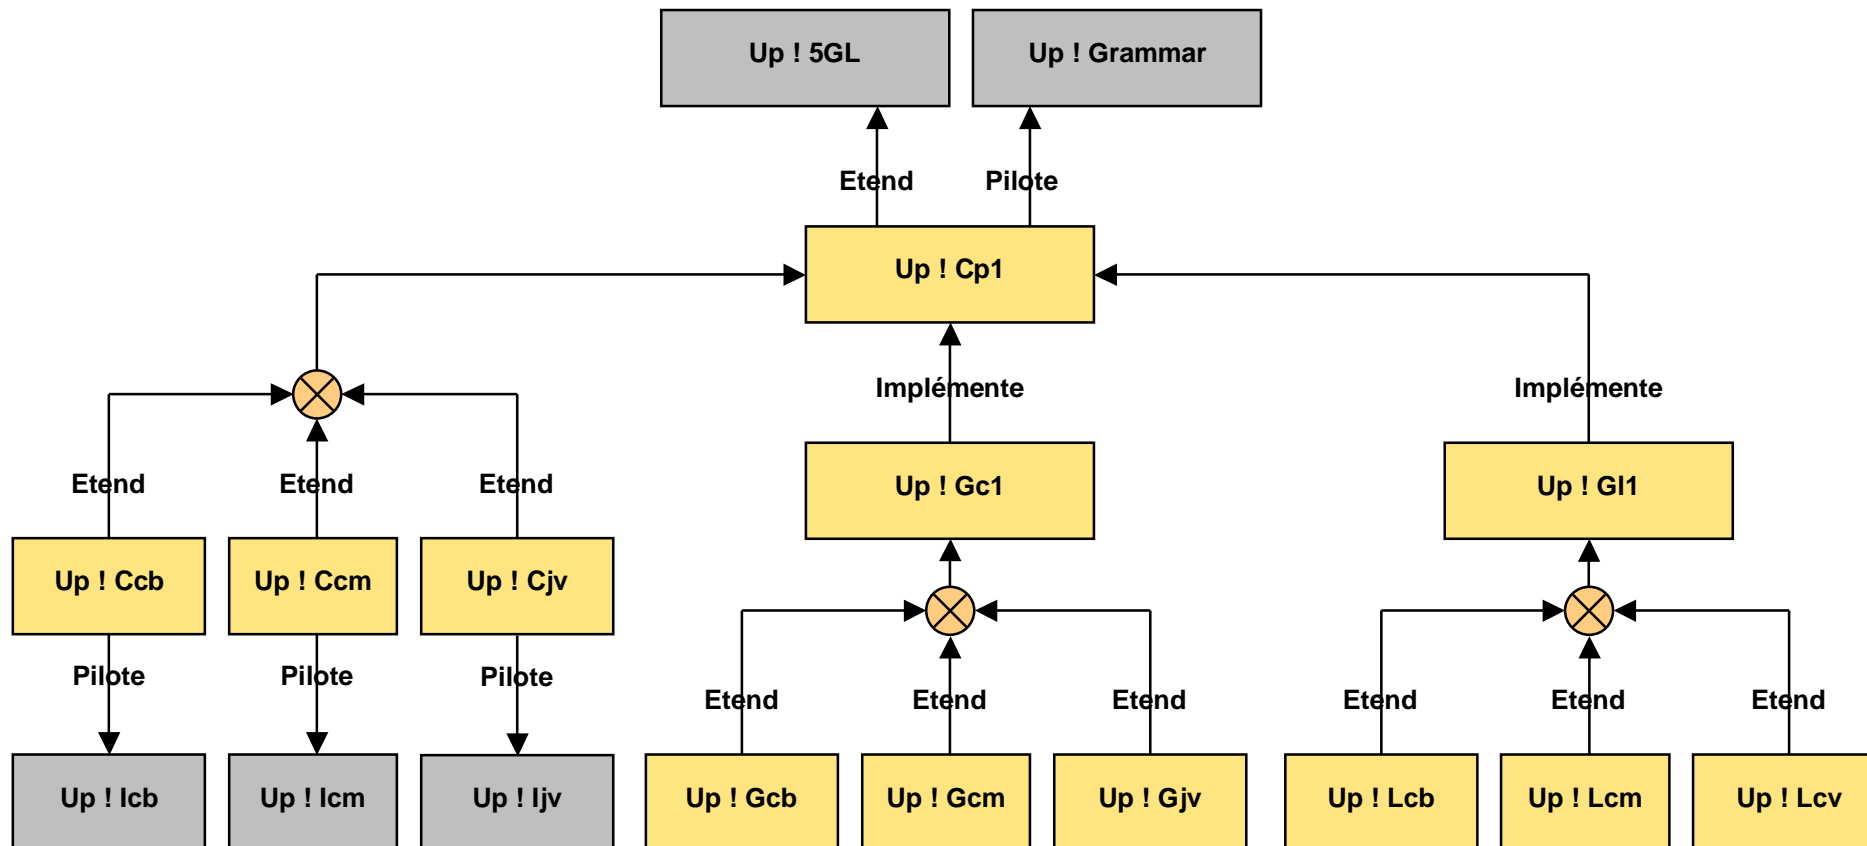 Up ! 5GL
Up ! Grammar
Etend
Pilote
Up ! Cp1
Implémente
Implémente
Etend
Etend
Etend
Up ! Gc1
Up ! Gl1
Up ! Ccb
Up ! Ccm
Up ! Cjv
Pilote
Pilote
Pilote
Etend
Etend
Etend
Etend
Etend
Etend
Up ! Icb
Up ! Icm
Up ! Ijv
Up ! Gcb
Up ! Gcm
Up ! Gjv
Up ! Lcb
Up ! Lcm
Up ! Lcv